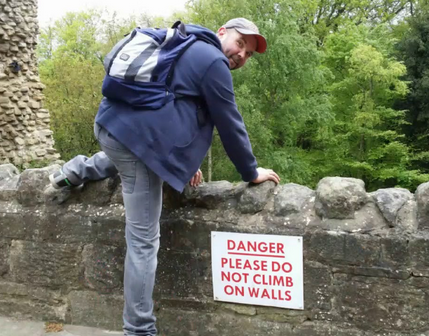 DANGER
PLEASE DO
NOT CLIMB
ON WALLS